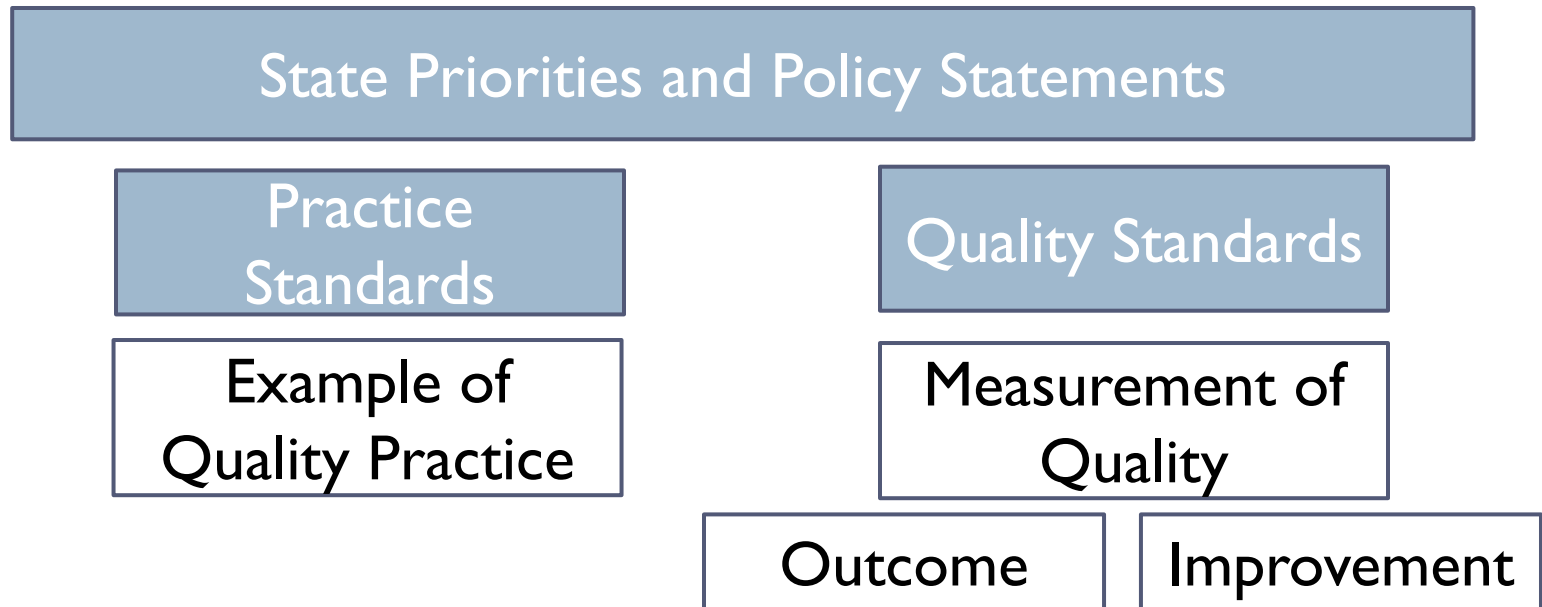 State Priorities and Policy Statements
Practice
Standards
Quality Standards
Example of
Quality Practice
Measurement of
Quality
Outcome
Improvement